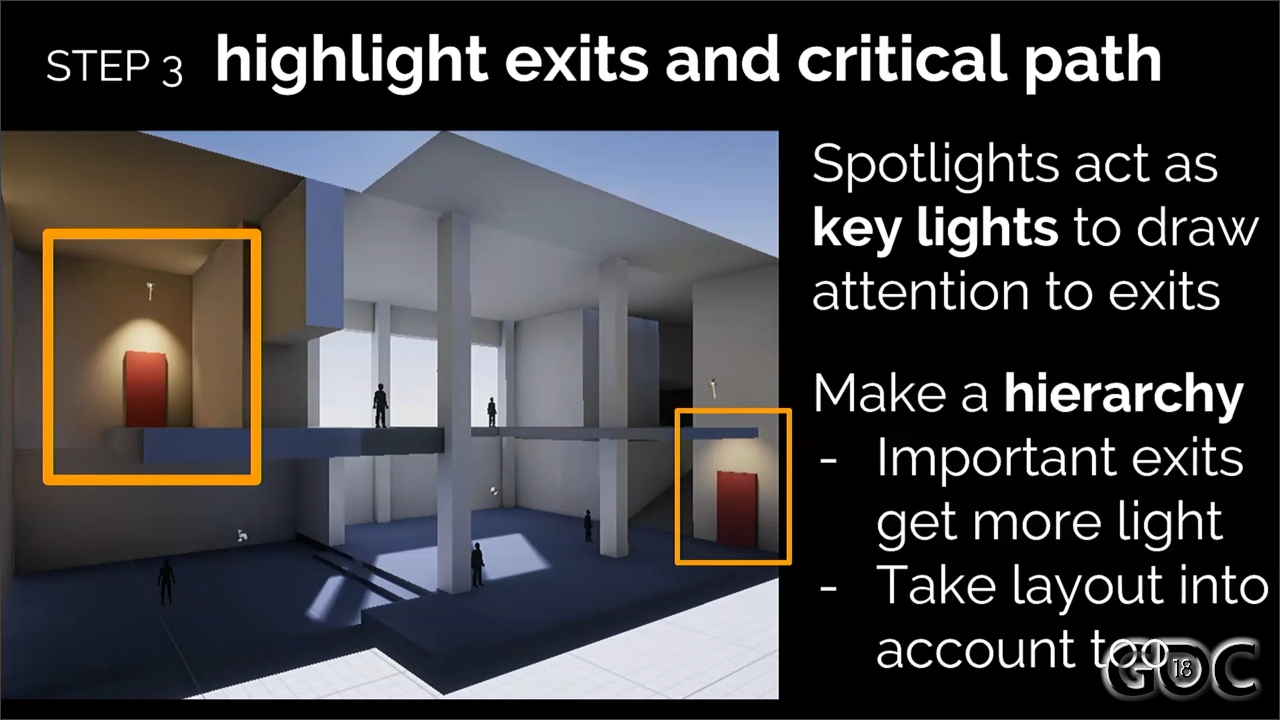 STEP 3 highlight exits and critical path
Spotlights act as
key lights to draw
attention to exits
Make a hierarchy
- Important exits
get more light
- Take layout into
account too
GDC
18